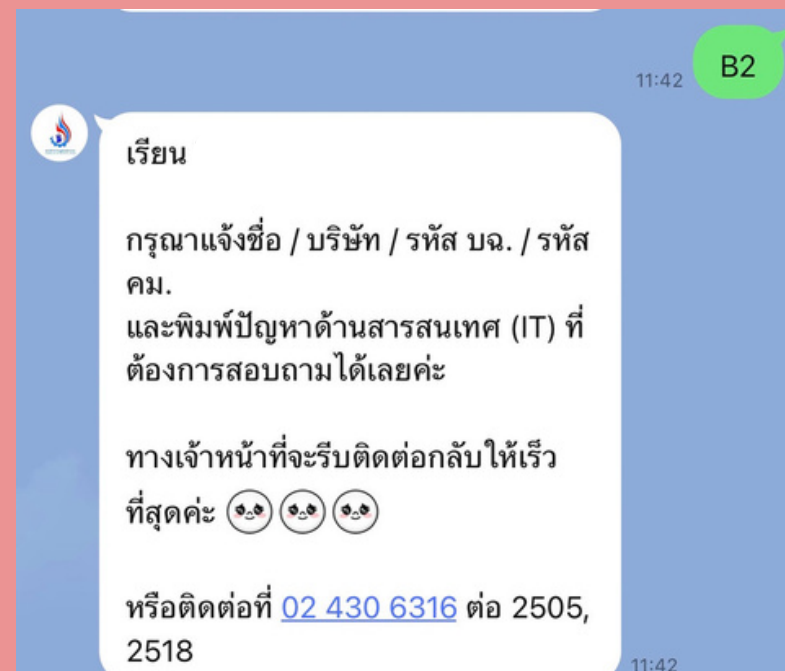 B2
11:42
เรียน
กรุณาแจ้งชื่อ / บริษัท / รหัส บฉ. / รหัส
คม.
และพิมพ์ปัญหาด้านสารสนเทศ (IT) ที่
ต้องการสอบถามได้เลยค่ะ
ทางเจ้าหน้าที่จะรีบติดต่อกลับให้เร็ว
ที่สุดค่ะ
หรือติดต่อที่ 02 430 6316 ต่อ 2505,
2518
11:42